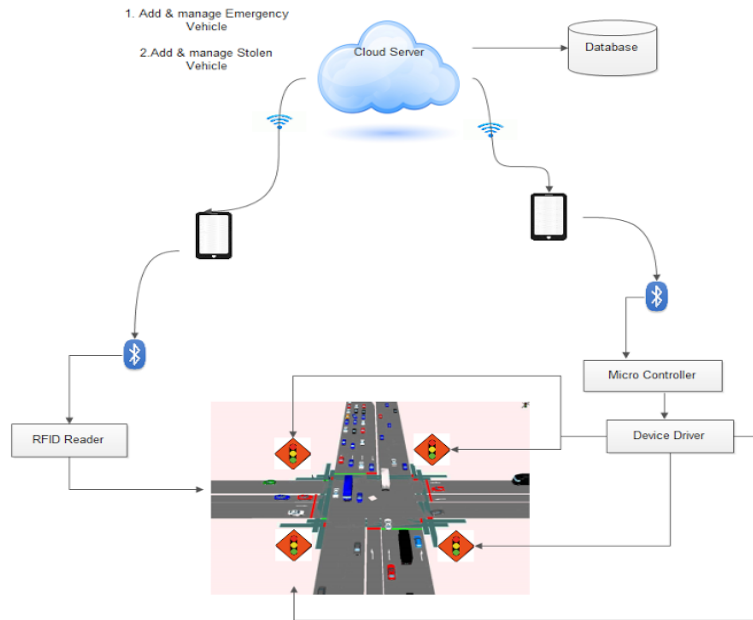 1. Add & manage Emergency
Vehicle
2.Add & manage Stolen
Vehicle
Cloud Server
Database
Micro Controller
RFID Reader
Device Driver